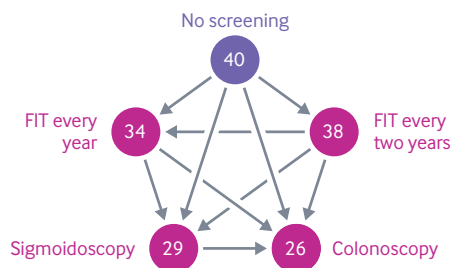 No screening
40
FIT every
year
34
38
FIT every
two years
Sigmoidoscopy
29
26
Colonoscopy